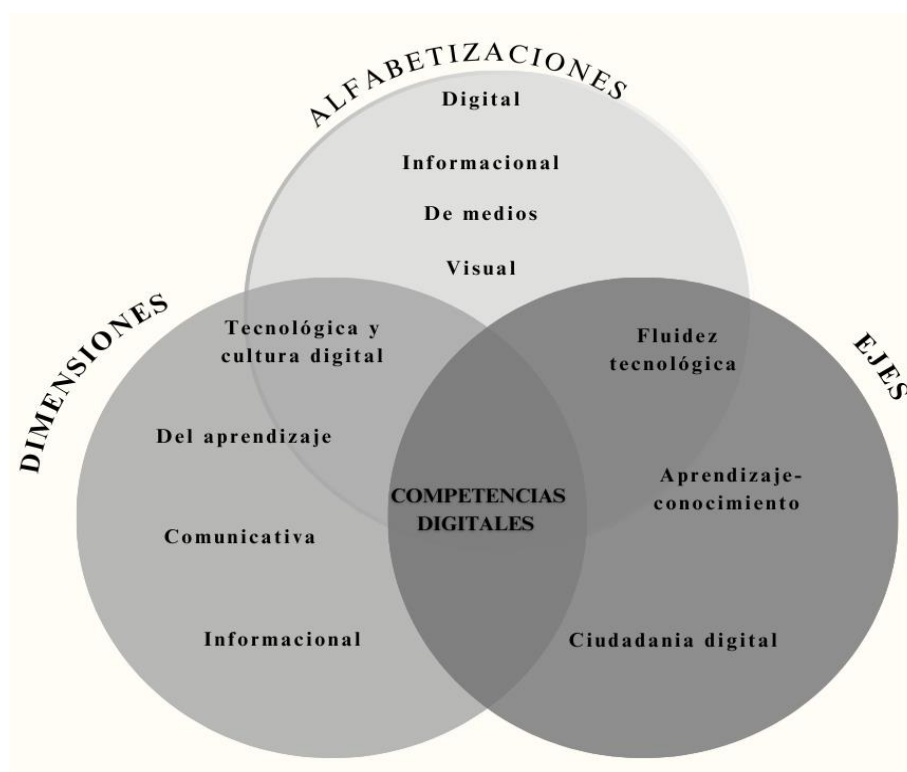 ALFABETIZACIONES
Digital
Informacional
De medios
Visual
DIMENSIONES
Tecnológica y
cultura digital
Del aprendizaje
Comunicativa
Informacional
EJES
Fluidez
tecnológica
Aprendizaje-
conocimiento
Ciudadania digital
COMPETENCIAS
DIGITALES